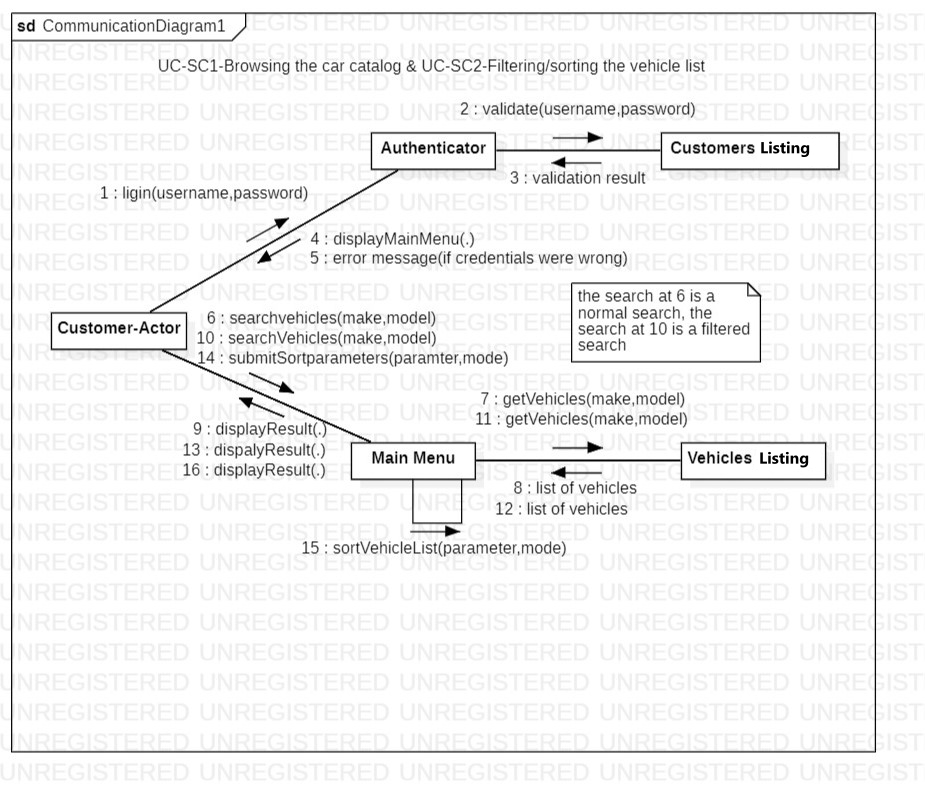 sd CommunicationDiagram1
UC-SC1-Browsing the car catalog & UC-SC2-Filtering/sorting the vehicle list
2 : validate(username,password)
Authenticator
Customers Listing
3 : validation result
1 : ligin(username,password)
4 : displayMainMenu(.)
5 : error message(if credentials were wrong)
the search at 6 is a
normal search, the
search at 10 is a filtered
search
Customer-Actor
6 : searchvehicles(make,model)
10 : searchVehicles(make,model)
14 : submitSortparameters(paramter,mode)
7 : getVehicles(make,model)
11 : getVehicles(make,model)
9 : displayResult(.)
13 : dispalyResult(.)
16 : displayResult(.)
Main Menu
Vehicles Listing
8 : list of vehicles
12 : list of vehicles
15 : sortVehicleList(parameter,mode)
UNREGISTERED UNREGISTERED UNREGISTERED UNREGISTERED UNREGIST